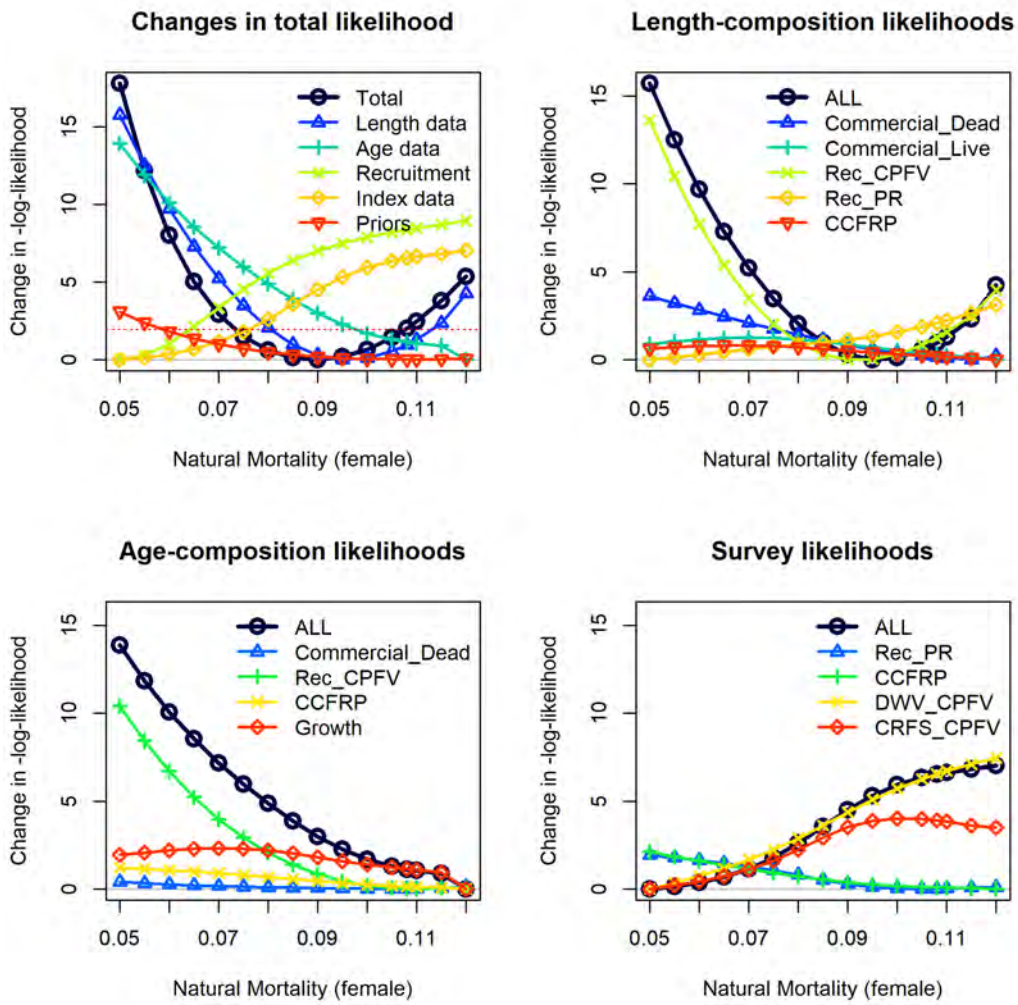 Changes in total likelihood
Change in -log-likelihood
15
10
5
0
Total
Length data
Age data
Recruitment
Index data
Priors
0.05 0.07 0.09 0.11
Natural Mortality (female)
Length-composition likelihoods
Change in -log-likelihood
15
10
5
0
ALL
Commercial_Dead
Commercial_Live
Rec_CPFV
Rec_PR
CCFRP
0.05 0.07 0.09 0.11
Natural Mortality (female)
Age-composition likelihoods
Change in -log-likelihood
15
10
5
0
ALL
Commercial_Dead
Rec_CPFV
CCFRP
Growth
0.05 0.07 0.09 0.11
Natural Mortality (female)
Survey likelihoods
Change in -log-likelihood
15
10
5
0
ALL
Rec_PR
CCFRP
DWV_CPFV
CRFS_CPFV
0.05 0.07 0.09 0.11
Natural Mortality (female)